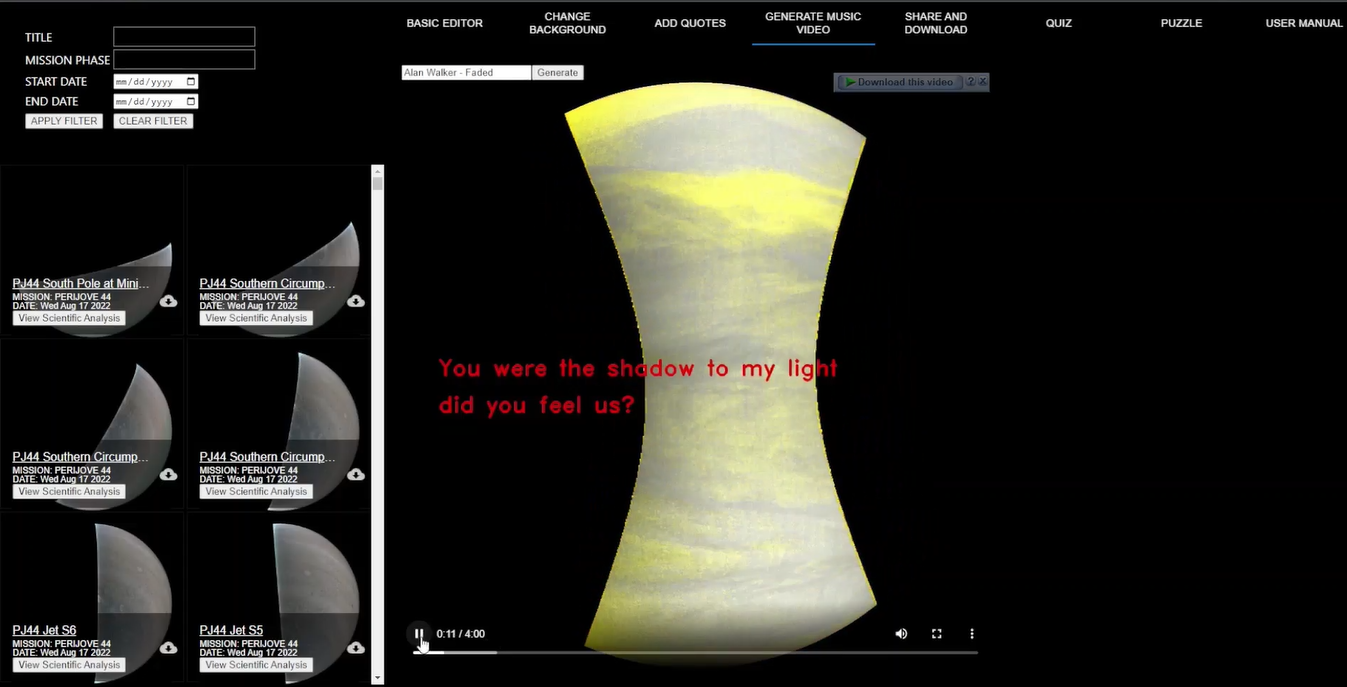 BASIC EDITOR
CHANGE
BACKGROUND
ADD QUOTES
GENERATE MUSIC
VIDEO
SHARE AND
DOWNLOAD
QUIZ
PUZZLE
USER MANUAL
TITLE
MISSION PHASE
START DATE
mm/dd/yyyy
END DATE
mm/dd/yyyy
APPLY FILTER
CLEAR FILTER
Alan Walker - Faded
Generate
Download this video
?
PJ44 South Pole at Mini...
MISSION: PERIJOVE 44
DATE: Wed Aug 17 2022
View Scientific Analysis
PJ44 Southern Circump...
MISSION: PERIJOVE 44
DATE: Wed Aug 17 2022
View Scientific Analysis
PJ44 Southern Circump...
MISSION: PERIJOVE 44
DATE: Wed Aug 17 2022
View Scientific Analysis
PJ44 Southern Circump...
MISSION: PERIJOVE 44
DATE: Wed Aug 17 2022
View Scientific Analysis
PJ44 Jet S6
MISSION: PERIJOVE 44
DATE: Wed Aug 17 2022
View Scientific Analysis
PJ44 Jet S5
MISSION: PERIJOVE 44
DATE: Wed Aug 17 2022
View Scientific Analysis
You were the shadow to my light
did you feel us?
0:11 / 4:00